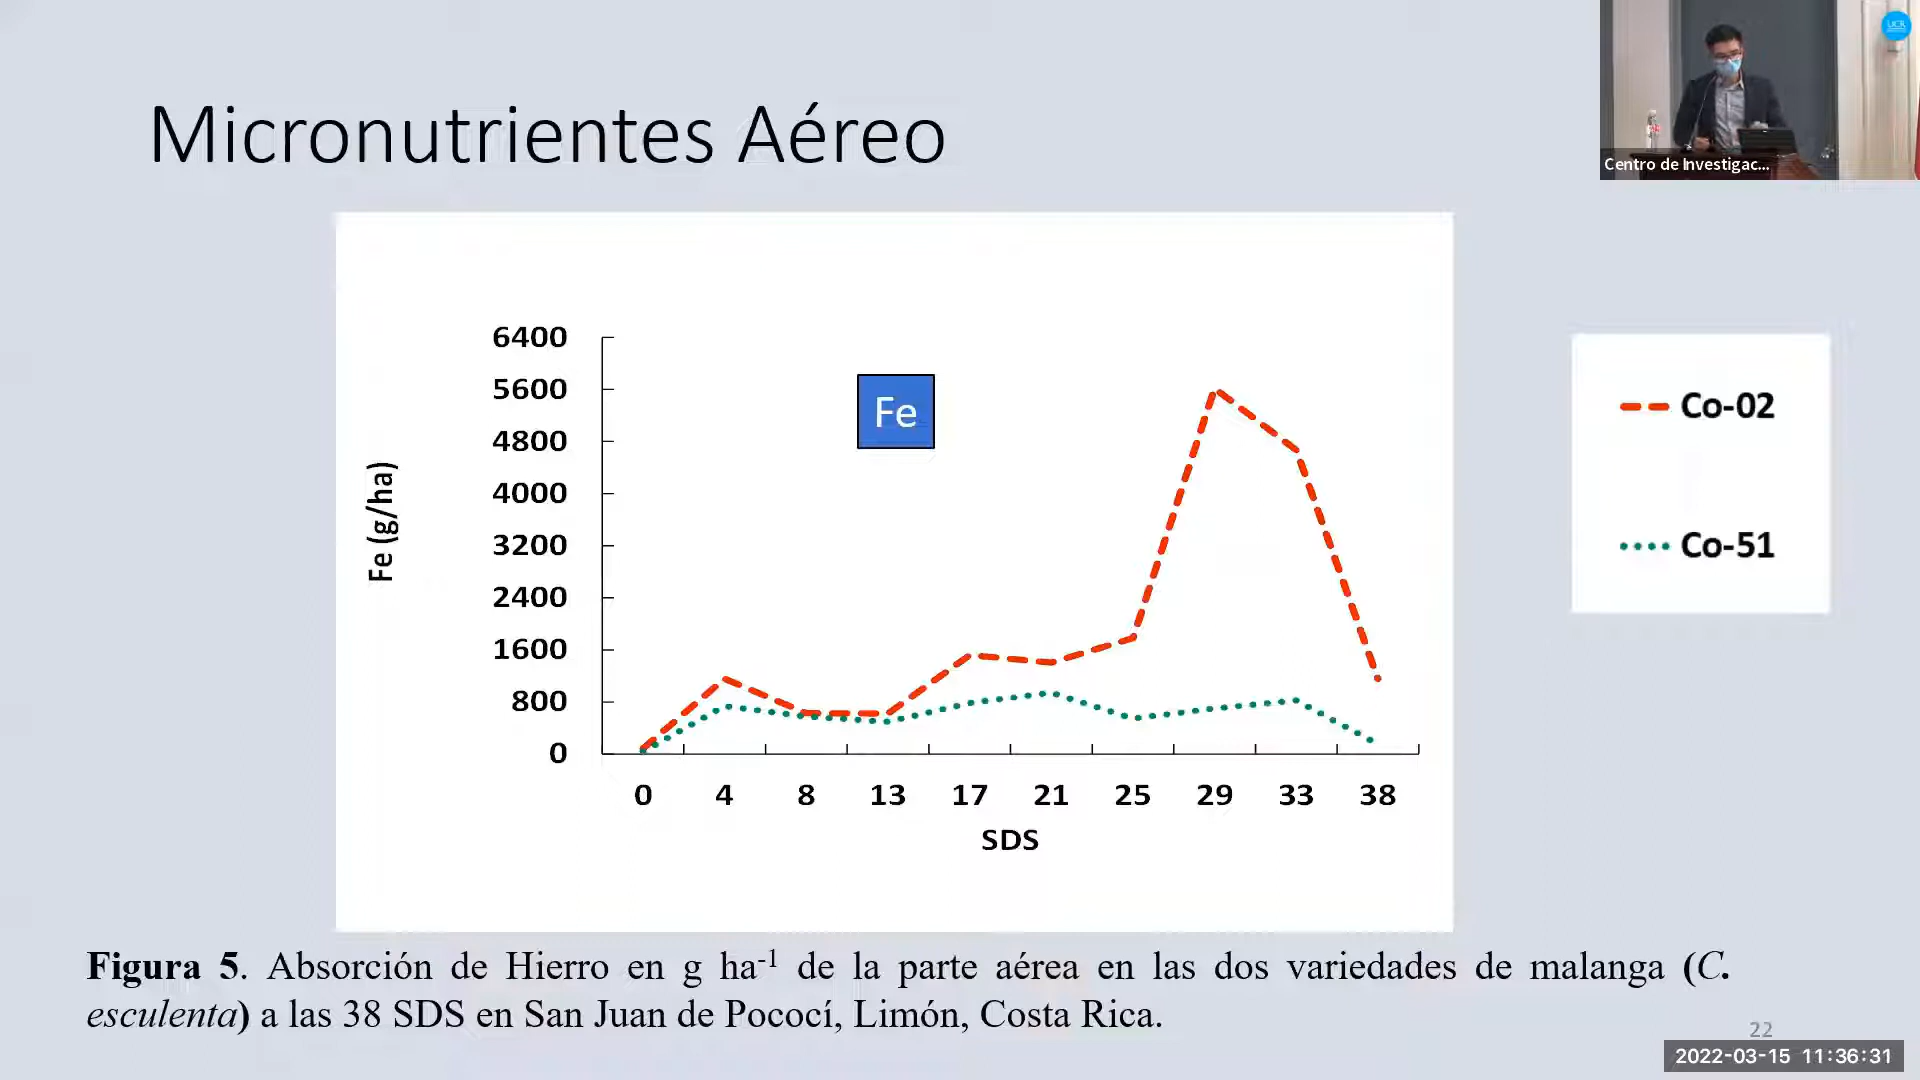 UCR
Centro de Investigac...
Micronutrientes Aéreo
Fe (g/ha)
6400
5600
4800
4000
3200
2400
1600
800
0
Fe
0 4 8 13 17 21 25 29 33 38
SDS
Co-02
Co-51
Figura 5. Absorción de Hierro en g ha-1 de la parte aérea en las dos variedades de malanga (C.
esculenta) a las 38 SDS en San Juan de Pococí, Limón, Costa Rica.
22
2022-03-15 11:36:31